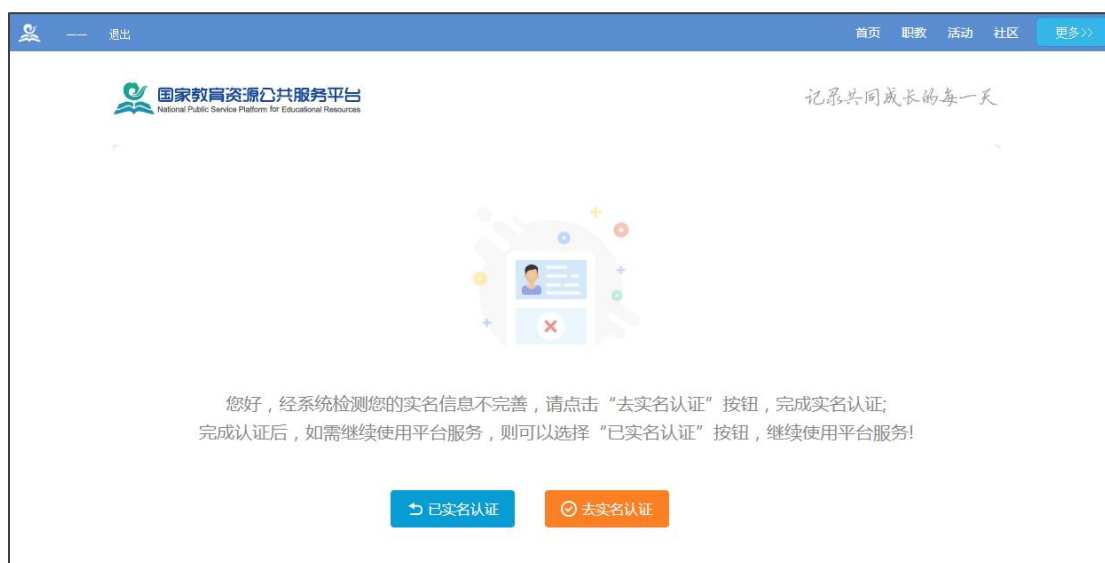 —— 退出 首页 职教 活动 社区 更多>>
国家教育资源公共服务平台
National Public Service Platform for Educational Resources
记录共同成长的每一天
您好，经系统检测您的实名信息不完善，请点击“去实名认证”按钮，完成实名认证;
完成认证后，如需继续使用平台服务，则可以选择“已实名认证”按钮，继续使用平台服务!
已实名认证 去实名认证